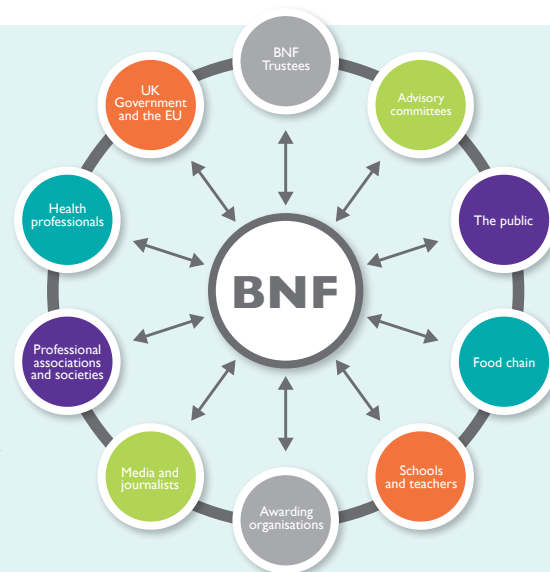 BNF
Trustees
Advisory
committees
The public
Food chain
Schools
and teachers
Awarding
organisations
Media and
journalists
Professional
associations
and societies
Health
professionals
UK
Government
and the EU
BNF